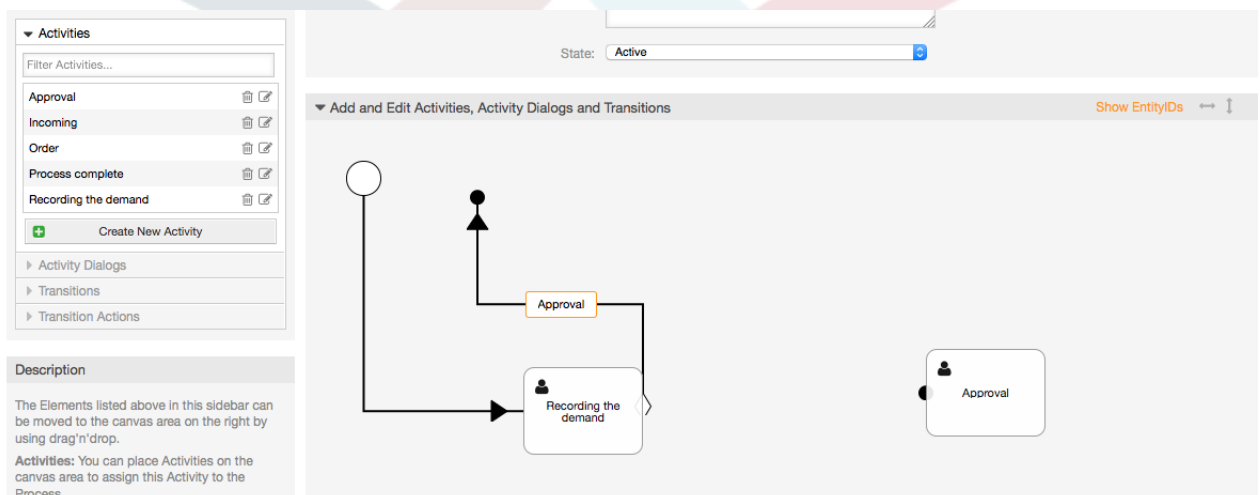 Activities
Filter Activities...
Approval
Incoming
Order
Process complete
Recording the demand
Create New Activity
Activity Dialogs
Transitions
Transition Actions
Description
The Elements listed above in this sidebar can
be moved to the canvas area on the right by
using drag'n'drop.
Activities: You can place Activities on the
canvas area to assign this Activity to the
Process
State: Active
Add and Edit Activities, Activity Dialogs and Transitions
Show EntityIDs
Approval
Recording the
demand
Approval